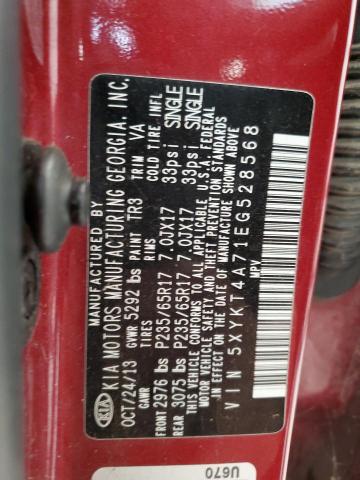 MANUFACTURED BY
KIA KIA MOTORS MANUFACTURING GEORGIA, INC.
OCT/24/13 GVWR 5292 lbs PAINT TR3 TRIM VA
GAWR TIRES RIMS COLD TIRE INFL
FRONT 2976 lbs P235/65R17 7.0JX17 33psi SINGLE
REAR 3075 lbs P235/65R17 7.0JX17 33psi SINGLE
THIS VEHICLE CONFORMS TO ALL APPLICABLE U.S.A. FEDERAL
MOTOR VEHICLE SAFETY AND THEFT PREVENTION STANDARDS
IN EFFECT ON THE DATE OF MANUFACTURE SHOWN ABOVE
VIN 5XYKT4A71EG528568
MPV
U670